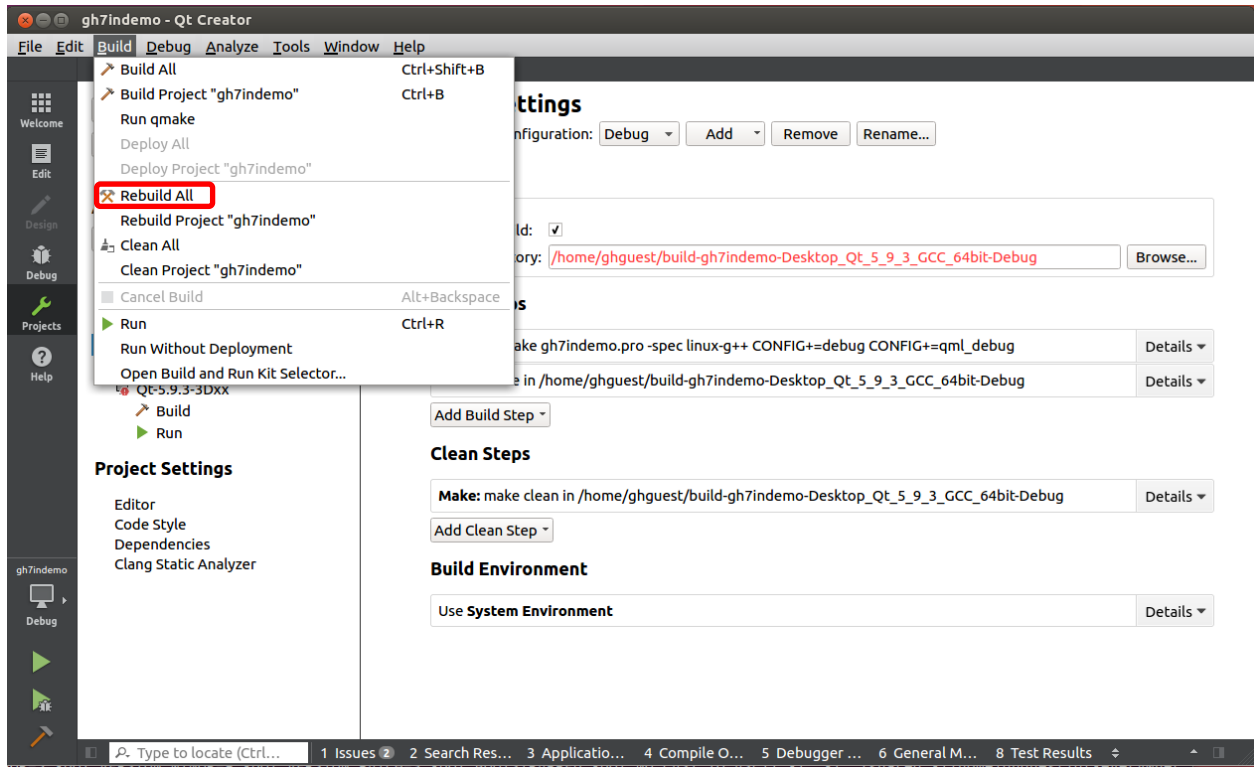 gh7indemo - Qt Creator
File Edit Build Debug Analyze Tools Window Help
Build All Ctrl+Shift+B
Build Project "gh7indemo" Ctrl+B
Run qmake
Deploy All
Deploy Project "gh7indemo"
Rebuild All
Rebuild Project "gh7indemo"
Clean All
Clean Project "gh7indemo"
Cancel Build Alt+Backspace
Run Ctrl+R
Run Without Deployment
Open Build and Run Kit Selector...
Welcome
Edit
Design
Debug
Projects
Help
gh7indemo
Debug
Qt-5.9.3-3Dxx
Build
Run
Project Settings
Editor
Code Style
Dependencies
Clang Static Analyzer
ttings
nfiguration: Debug Add Remove Rename...
ld:
ory: /home/ghguest/build-gh7indemo-Desktop_Qt_5_9_3_GCC_64bit-Debug Browse...
ps
ake gh7indemo.pro -spec linux-g++ CONFIG+=debug CONFIG+=qml_debug Details
e in /home/ghguest/build-gh7indemo-Desktop_Qt_5_9_3_GCC_64bit-Debug Details
Add Build Step
Clean Steps
Make: make clean in /home/ghguest/build-gh7indemo-Desktop_Qt_5_9_3_GCC_64bit-Debug Details
Add Clean Step
Build Environment
Use System Environment Details
Type to locate (Ctrl... 1 Issues 2 2 Search Res... 3 Applicatio... 4 Compile O... 5 Debugger ... 6 General M... 8 Test Results